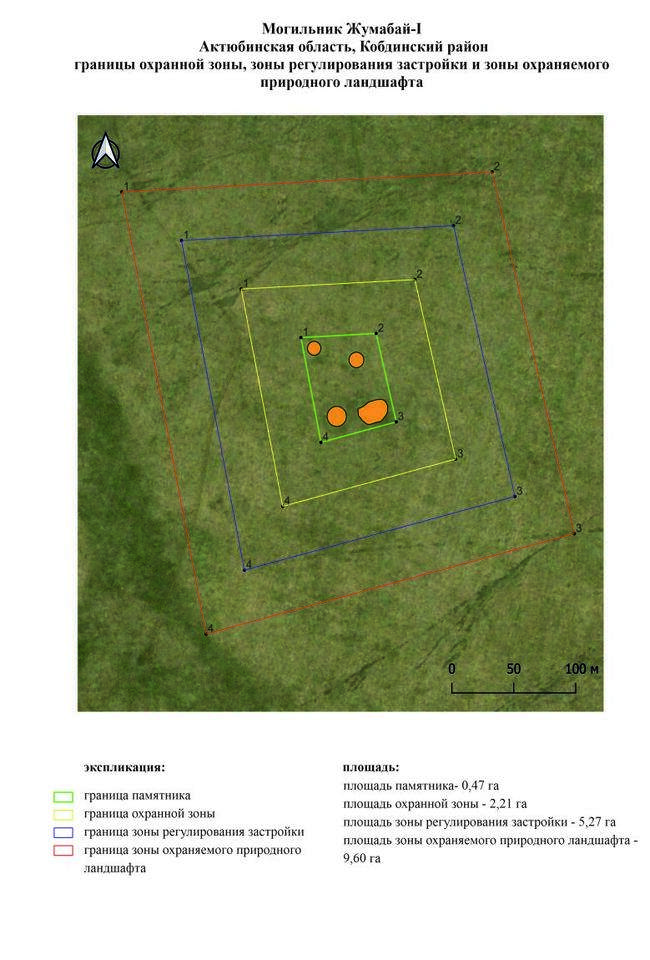 Могильник Жумабай-I
Актюбинская область, Кобдинский район
границы охранной зоны, зоны регулирования застройки и зоны охраняемого
природного ландшафта
1
2
1
2
1
2
1
2
3
4
3
4
3
4
3
4
0 50 100 м
экспликация:
граница памятника
граница охранной зоны
граница зоны регулирования застройки
граница зоны охраняемого природного
ландшафта
площадь:
площадь памятника- 0,47 га
площадь охранной зоны - 2,21 га
площадь зоны регулирования застройки - 5,27 га
площадь зоны охраняемого природного ландшафта -
9,60 га